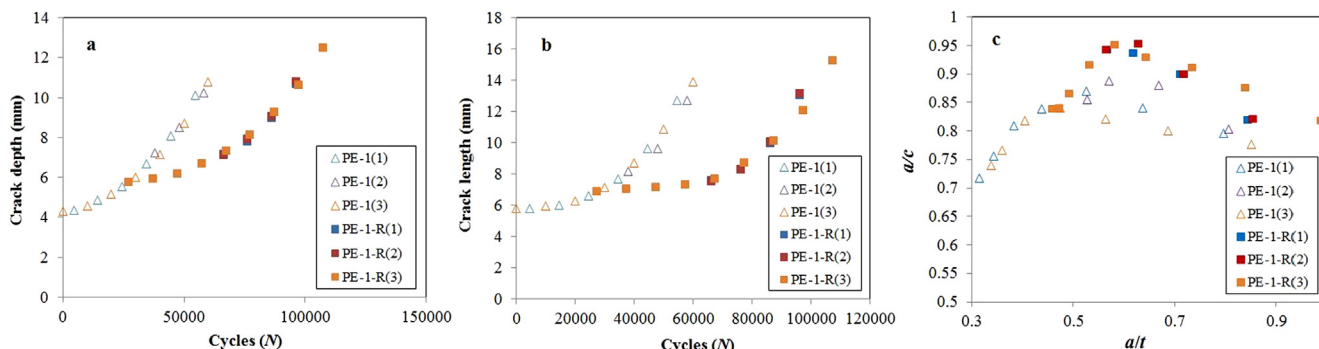 14
12
10
8
6
4
2
0
0
50000
100000
150000
Crack depth (mm)
Cycles (N)
a
PE-1(1)
PE-1(2)
PE-1(3)
PE-1-R(1)
PE-1-R(2)
PE-1-R(3)
18
16
14
12
10
8
6
4
2
0
0
20000
40000
60000
80000
100000
120000
Crack length (mm)
Cycles (N)
b
PE-1(1)
PE-1(2)
PE-1(3)
PE-1-R(1)
PE-1-R(2)
PE-1-R(3)
1
0.95
0.9
0.85
0.8
0.75
0.7
0.65
0.6
0.55
0.5
0.3
0.5
0.7
0.9
a/c
a/t
c
PE-1(1)
PE-1(2)
PE-1(3)
PE-1-R(1)
PE-1-R(2)
PE-1-R(3)